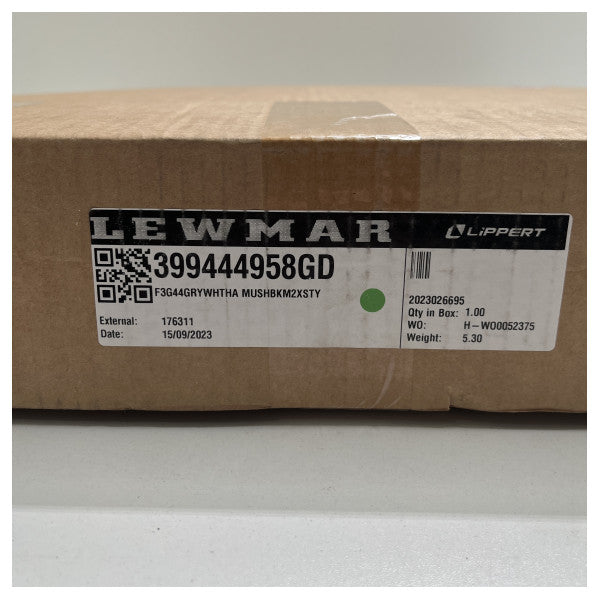 LEWMAR
LIPPERT
399444958GD
F3G44GRYWHTHA MUSHBKM2XSTY
External: 176311
Date: 15/09/2023
2023026695
Qty in Box: 1.00
WO: H-WO0052375
Weight: 5.30